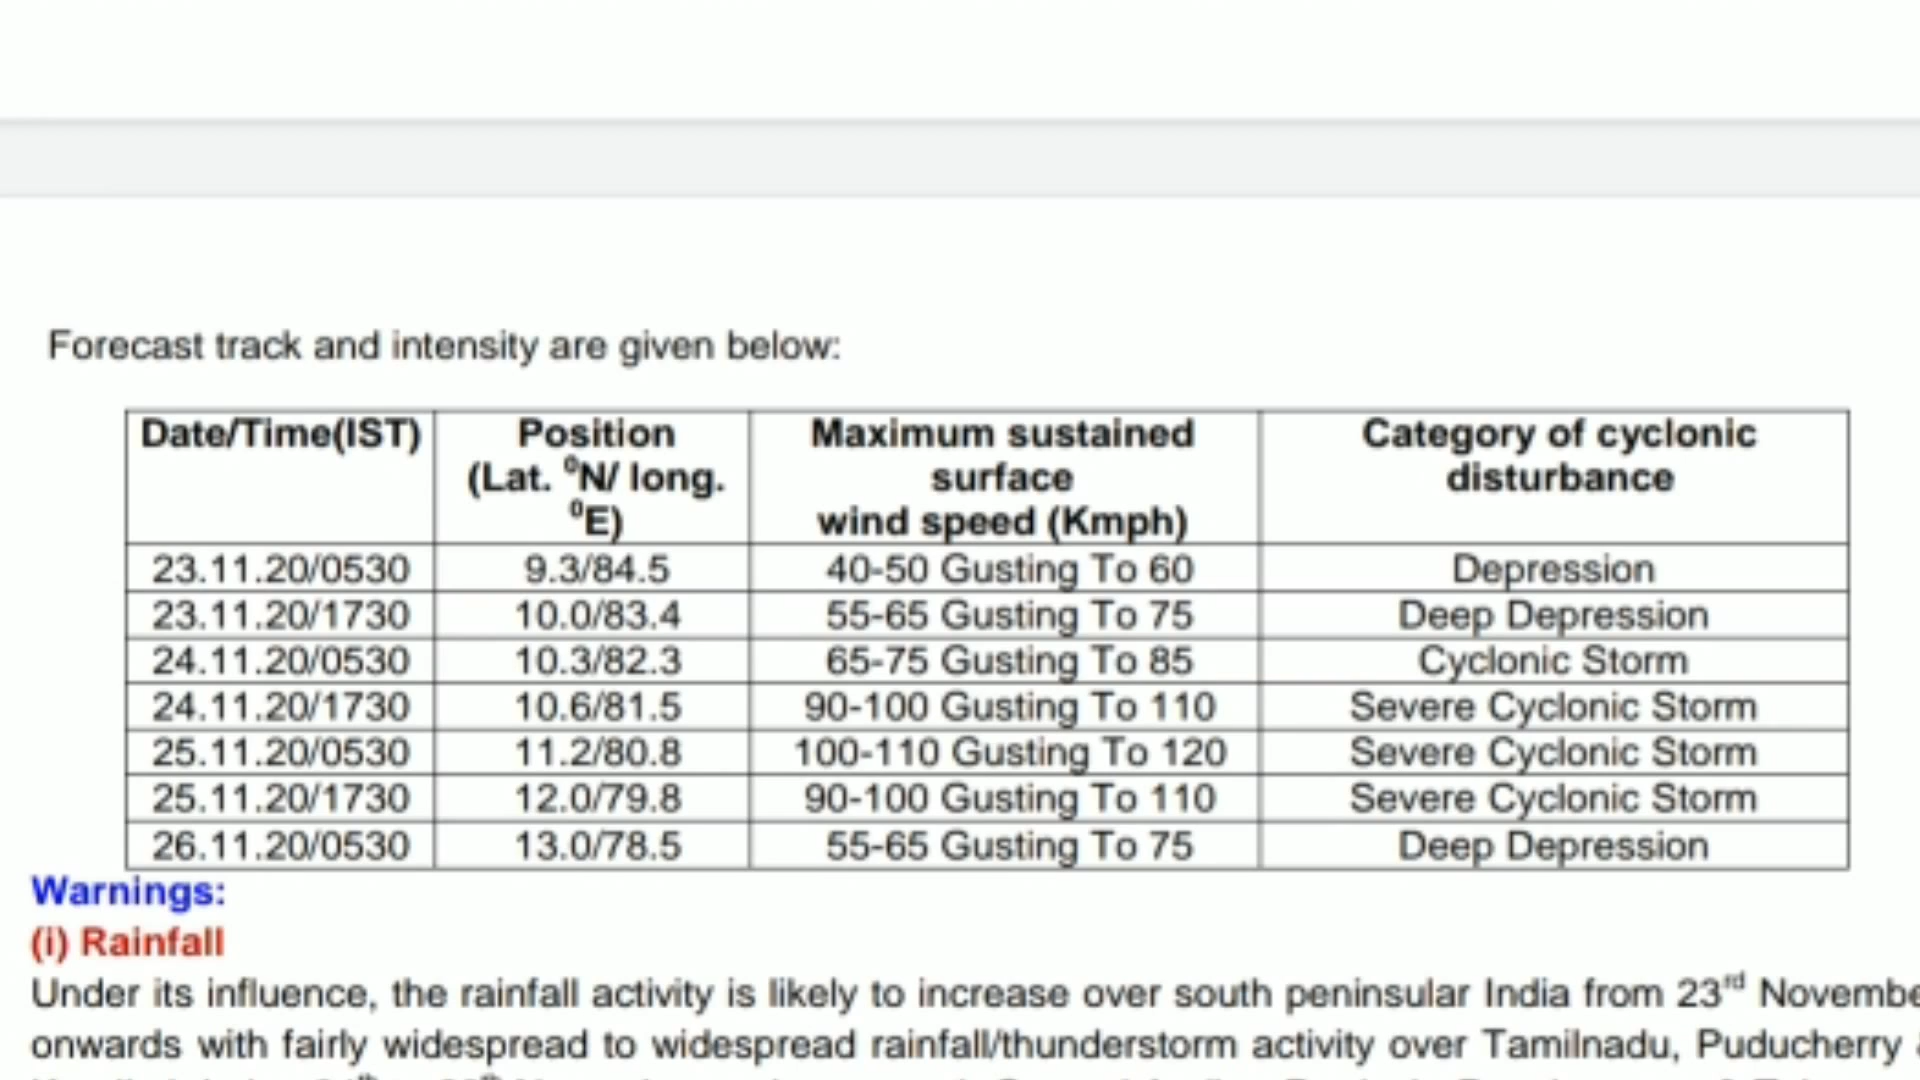 Forecast track and intensity are given below:
Date/Time(IST) Position (Lat. ⁰N/ long. ⁰E) Maximum sustained surface wind speed (Kmph) Category of cyclonic disturbance
23.11.20/0530 9.3/84.5 40-50 Gusting To 60 Depression
23.11.20/1730 10.0/83.4 55-65 Gusting To 75 Deep Depression
24.11.20/0530 10.3/82.3 65-75 Gusting To 85 Cyclonic Storm
24.11.20/1730 10.6/81.5 90-100 Gusting To 110 Severe Cyclonic Storm
25.11.20/0530 11.2/80.8 100-110 Gusting To 120 Severe Cyclonic Storm
25.11.20/1730 12.0/79.8 90-100 Gusting To 110 Severe Cyclonic Storm
26.11.20/0530 13.0/78.5 55-65 Gusting To 75 Deep Depression
Warnings:
(i) Rainfall
Under its influence, the rainfall activity is likely to increase over south peninsular India from 23rd Novembe
onwards with fairly widespread to widespread rainfall/thunderstorm activity over Tamilnadu, Puducherry